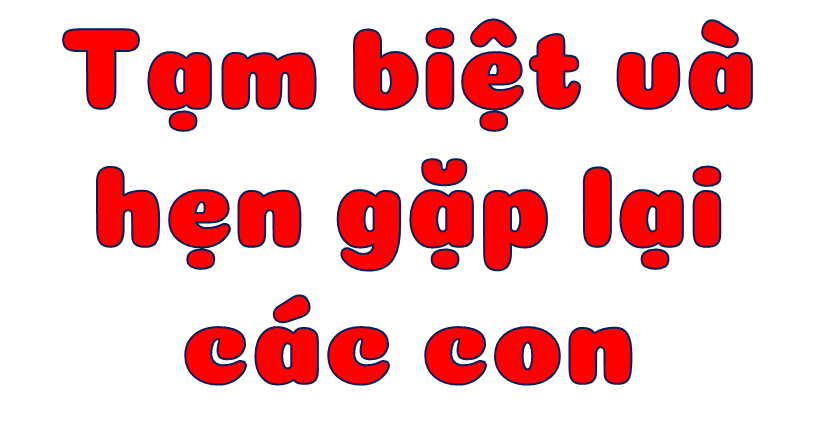 Tạm biệt và
hẹn gặp lại
các con